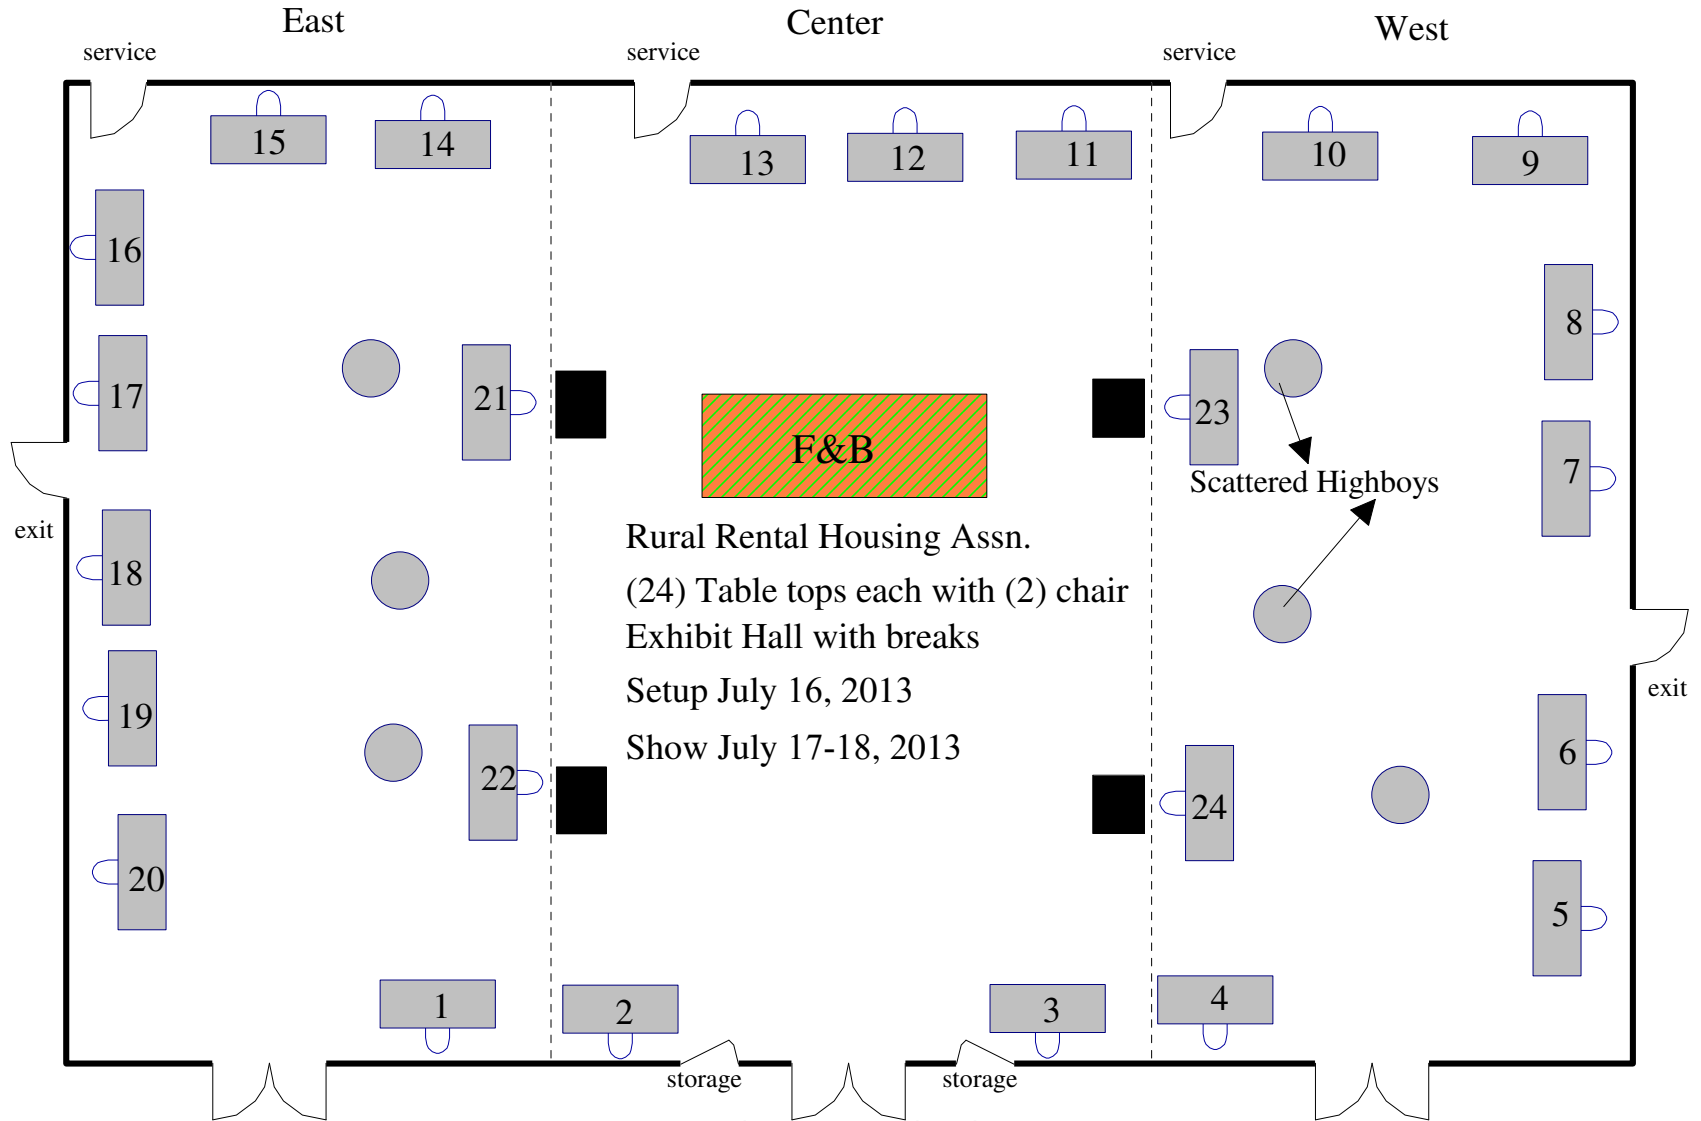 East
Center
West
service
service
service
15
14
13
12
11
10
9
16
8
17
21
23
7
F&B
Scattered Highboys
exit
18
Rural Rental Housing Assn.
(24) Table tops each with (2) chair
Exhibit Hall with breaks
Setup July 16, 2013
Show July 17-18, 2013
exit
19
22
6
24
20
5
1
2
3
4
storage
storage